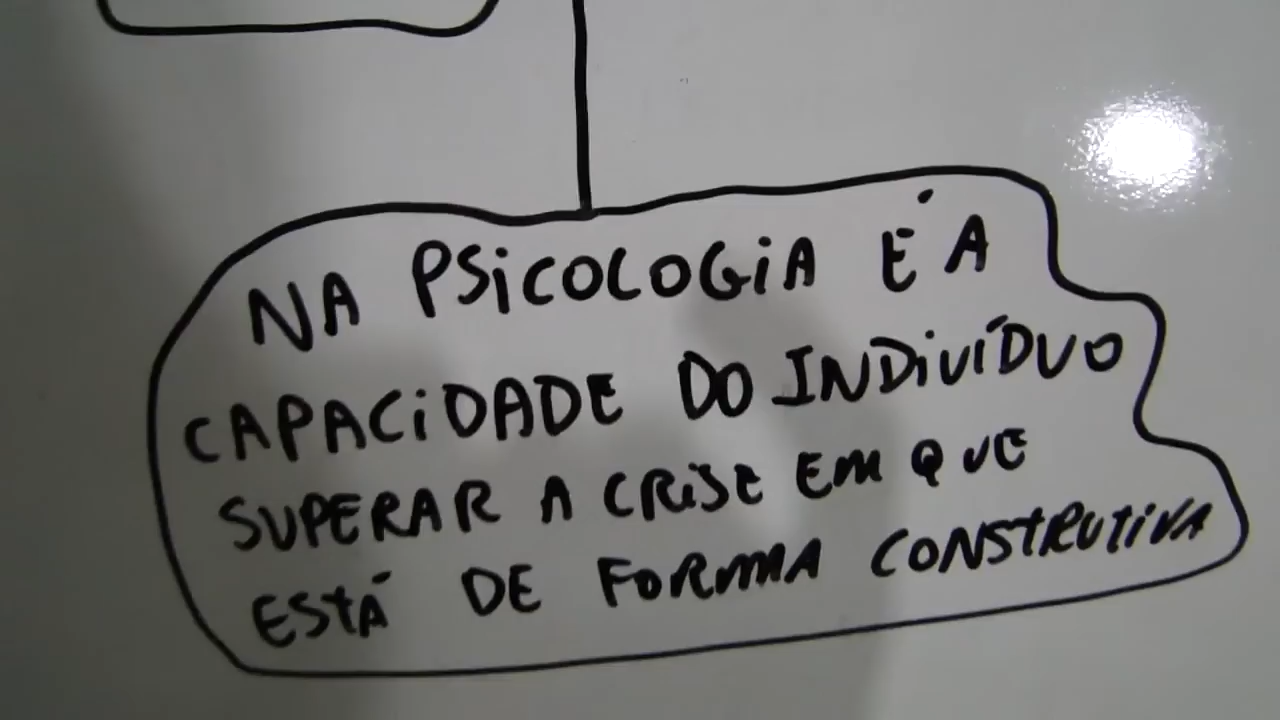 NA PSiCOLOGiA É A
CAPACiDADE DO INDiVÍDUO
SUPERAR A CRiSE EM QUE
ESTÁ DE FORMA CONSTRUTiVA